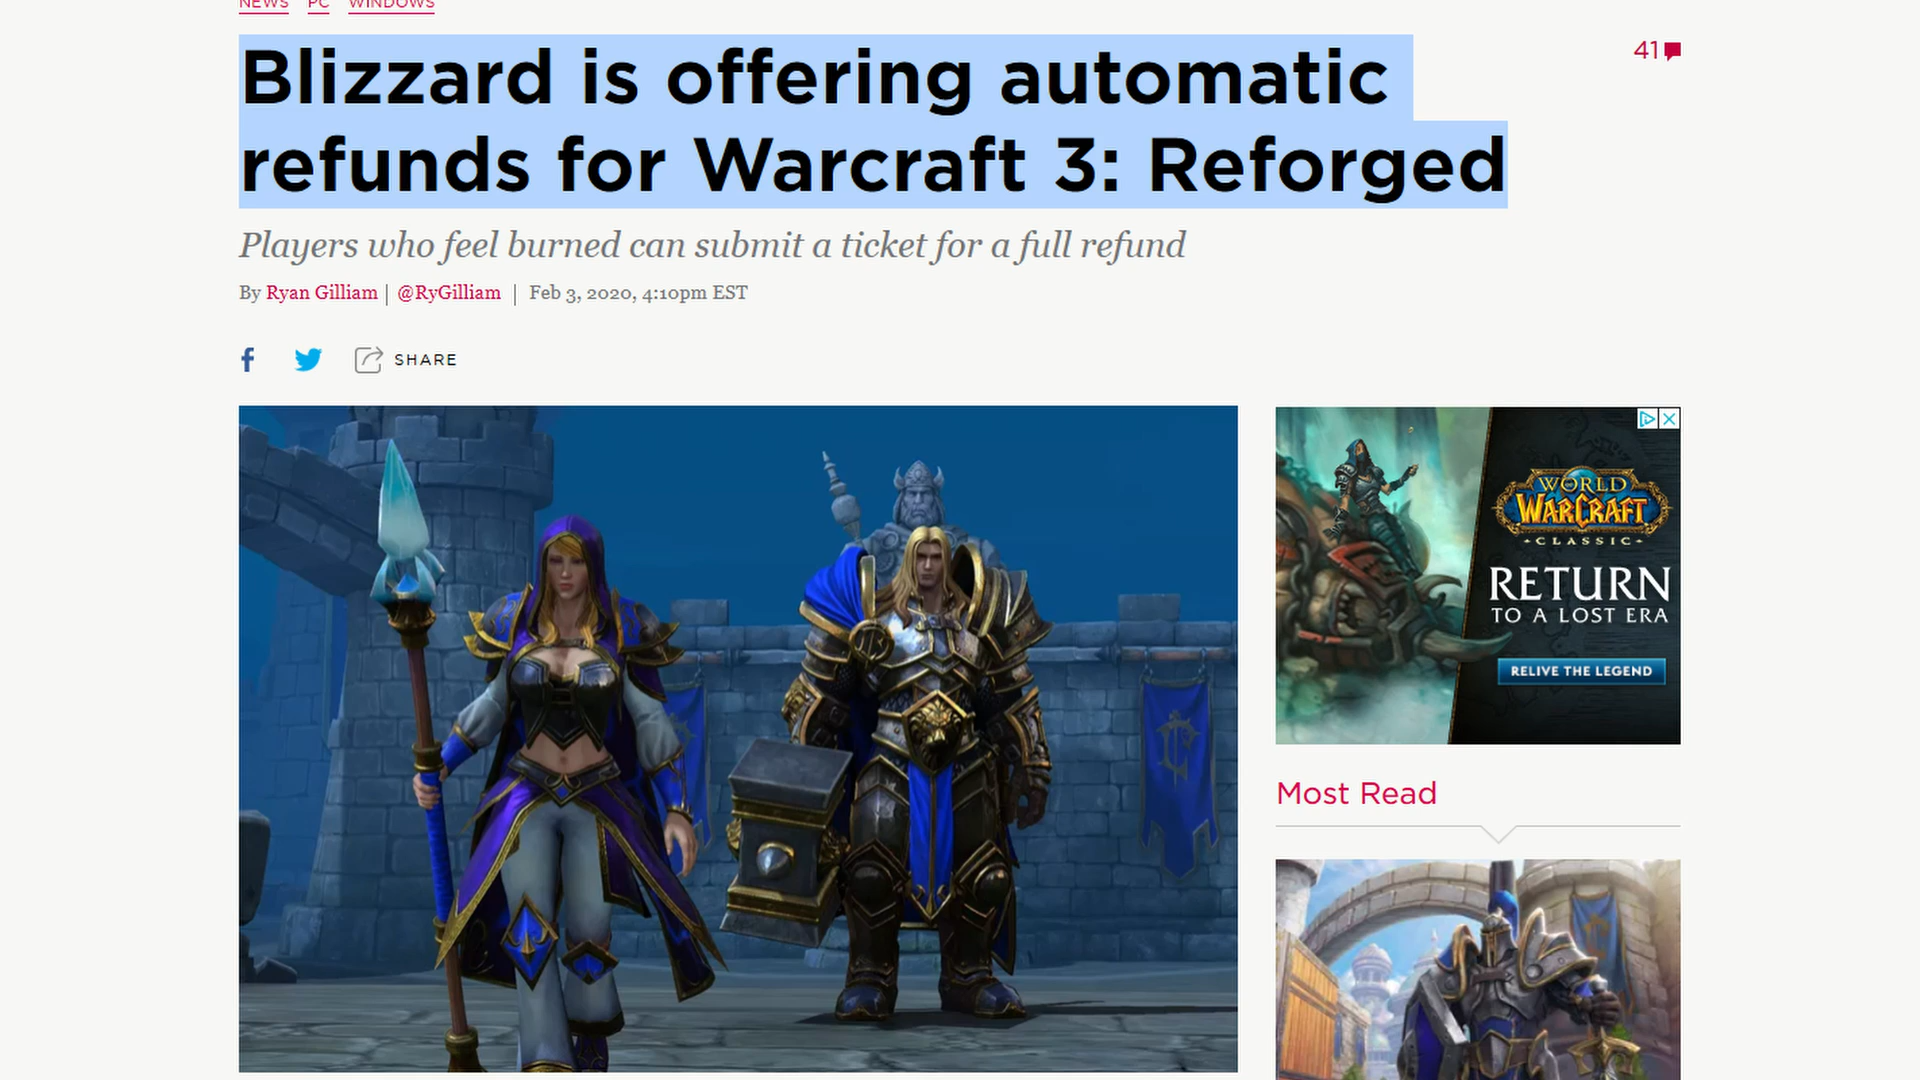 NEWS PC WINDOWS
Blizzard is offering automatic
refunds for Warcraft 3: Reforged
41
Players who feel burned can submit a ticket for a full refund
By Ryan Gilliam | @RyGilliam | Feb 3, 2020, 4:10pm EST
SHARE
WORLD
WARCRAFT
CLASSIC
RETURN
TO A LOST ERA
RELIVE THE LEGEND
Most Read